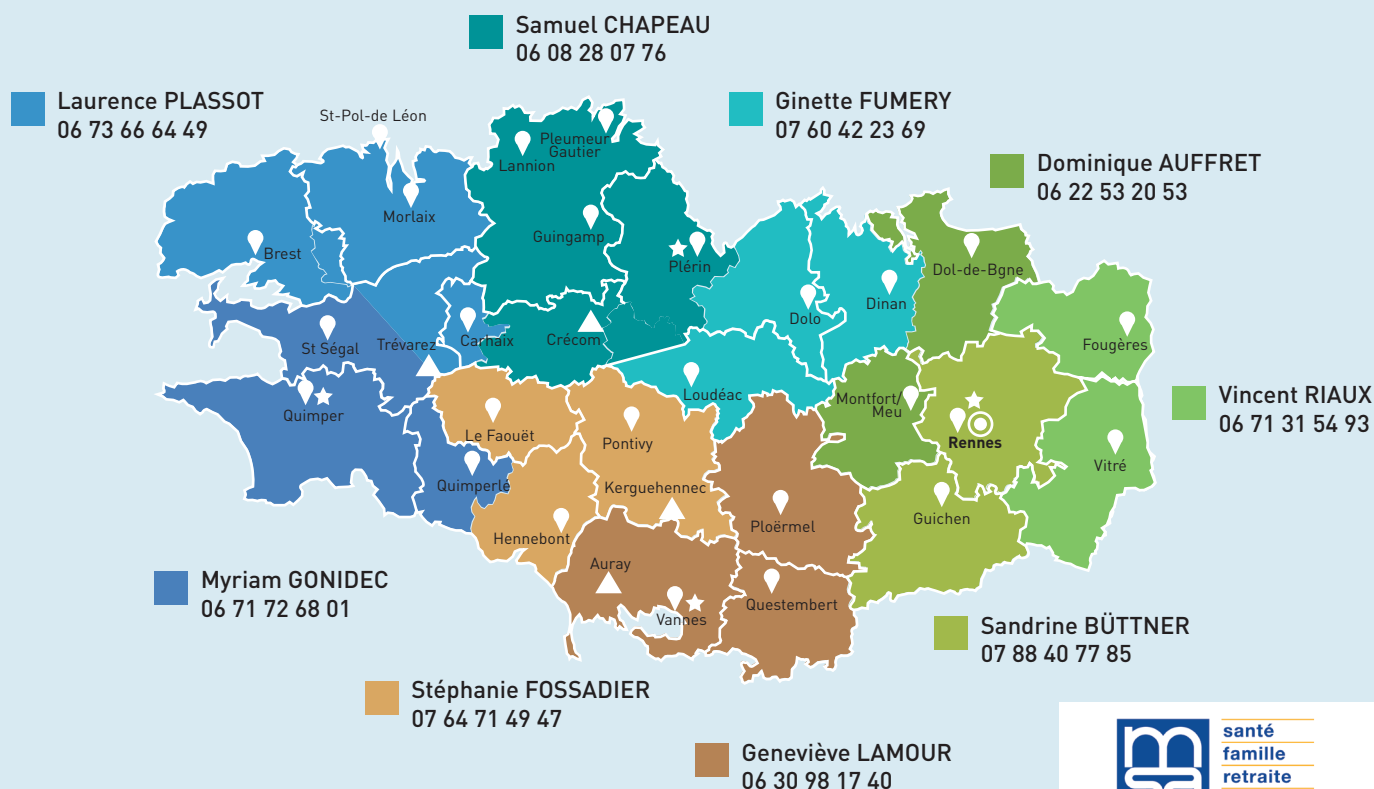 Samuel CHAPEAU
06 08 28 07 76
Laurence PLASSOT
06 73 66 64 49
Ginette FUMERY
07 60 42 23 69
St-Pol-de Léon
Pleumeur
Gautier
Lannion
Dominique AUFFRET
06 22 53 20 53
Morlaix
Guingamp
Brest
Plérin
Dol-de-Bgne
Dinan
Dolo
St Ségal
Trévarez
Carhaix
Crécom
Fougères
Loudéac
Vincent RIAUX
06 71 31 54 93
Montfort/
Meu
Quimper
Le Faouët
Pontivy
Rennes
Vitré
Quimperlé
Kerguehennec
Guichen
Ploërmel
Hennebont
Auray
Myriam GONIDEC
06 71 72 68 01
Vannes
Questembert
Sandrine BÜTTNER
07 88 40 77 85
Stéphanie FOSSADIER
07 64 71 49 47
Geneviève LAMOUR
06 30 98 17 40
santé
famille
retraite